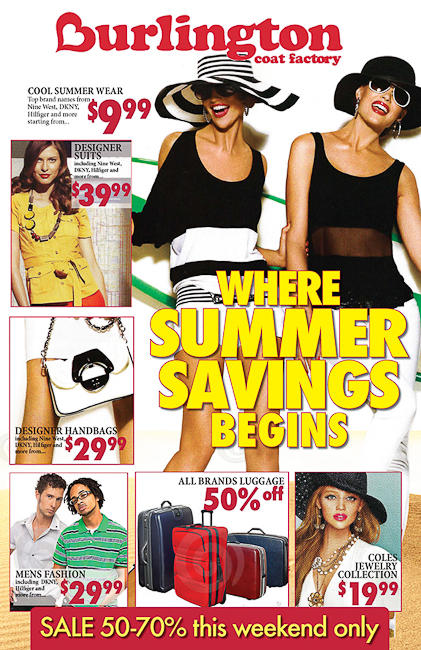 Burlington
coat factory
COOL SUMMER WEAR
Top brand names from
Nine West, DKNY,
Hilfiger and more
starting from...
$9.99
DESIGNER
SUITS
including Nine West,
DKNY, Hilfiger and
more from...
$39.99
WHERE
SUMMER
SAVINGS
BEGINS
DESIGNER HANDBAGS
including Nine West,
DKNY, Hilfiger and
more from...
$29.99
MENS FASHION
including DKNY,
Hilfiger and
more from...
$29.99
ALL BRANDS LUGGAGE
50% off
COLES
JEWELRY
COLLECTION
$19.99
SALE 50-70% this weekend only